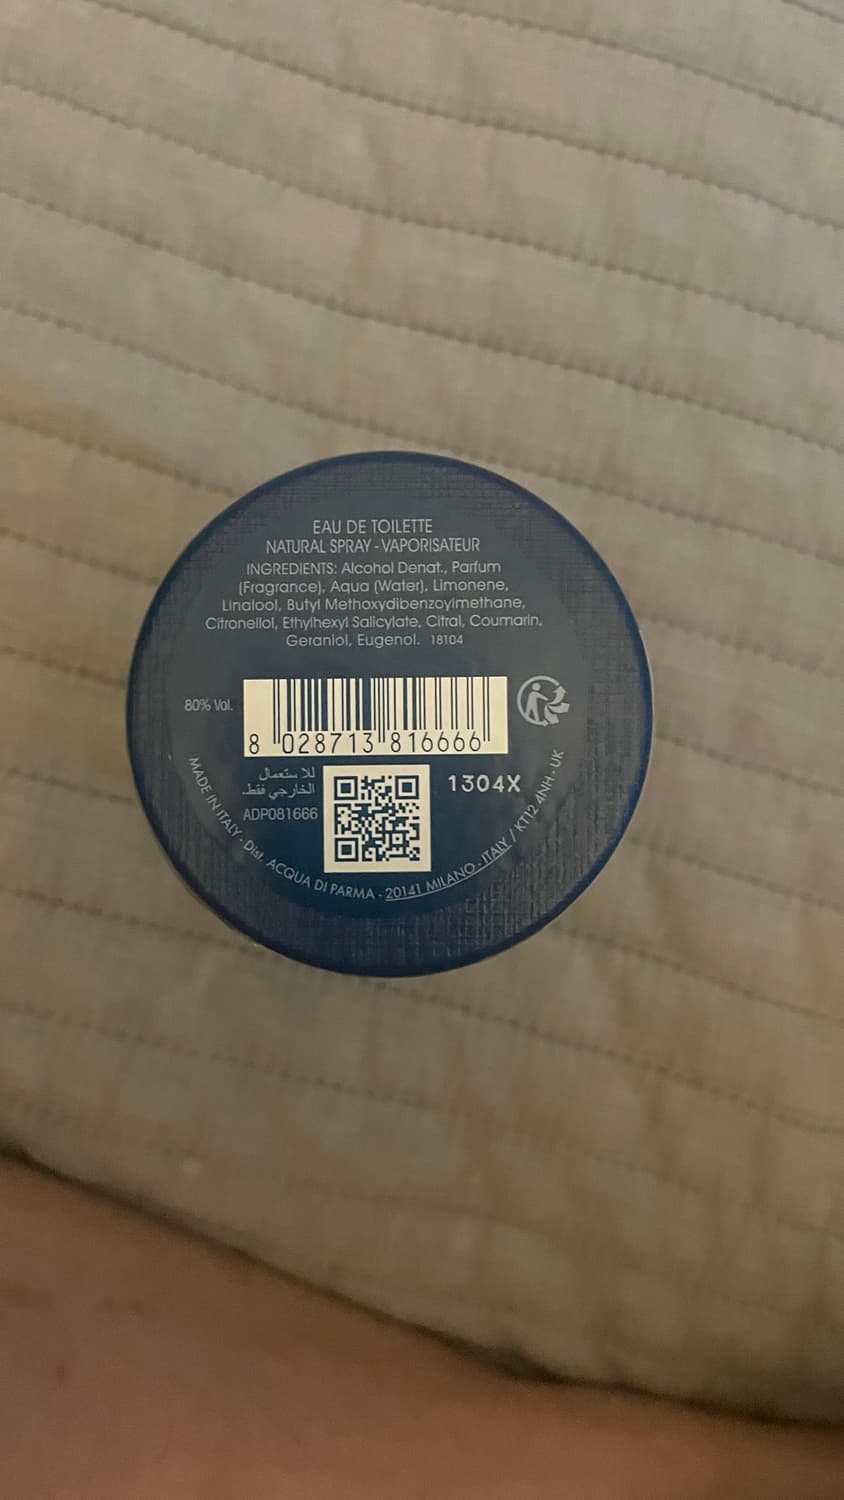 EAU DE TOILETTE
NATURAL SPRAY - VAPORISATEUR
INGREDIENTS: Alcohol Denat., Parfum
(Fragrance), Aqua (Water), Limonene,
Linalool, Butyl Methoxydibenzoylmethane,
Citronellol, Ethylhexyl Salicylate, Citral, Coumarin,
Geraniol, Eugenol. 18104
80% Vol.
8 028713 816666
للاستعمال
الخارجي فقط.
ADP081666
1304X
MADE IN ITALY - Dist. ACQUA DI PARMA - 20141 MILANO - ITALY / KT12 4NH - UK